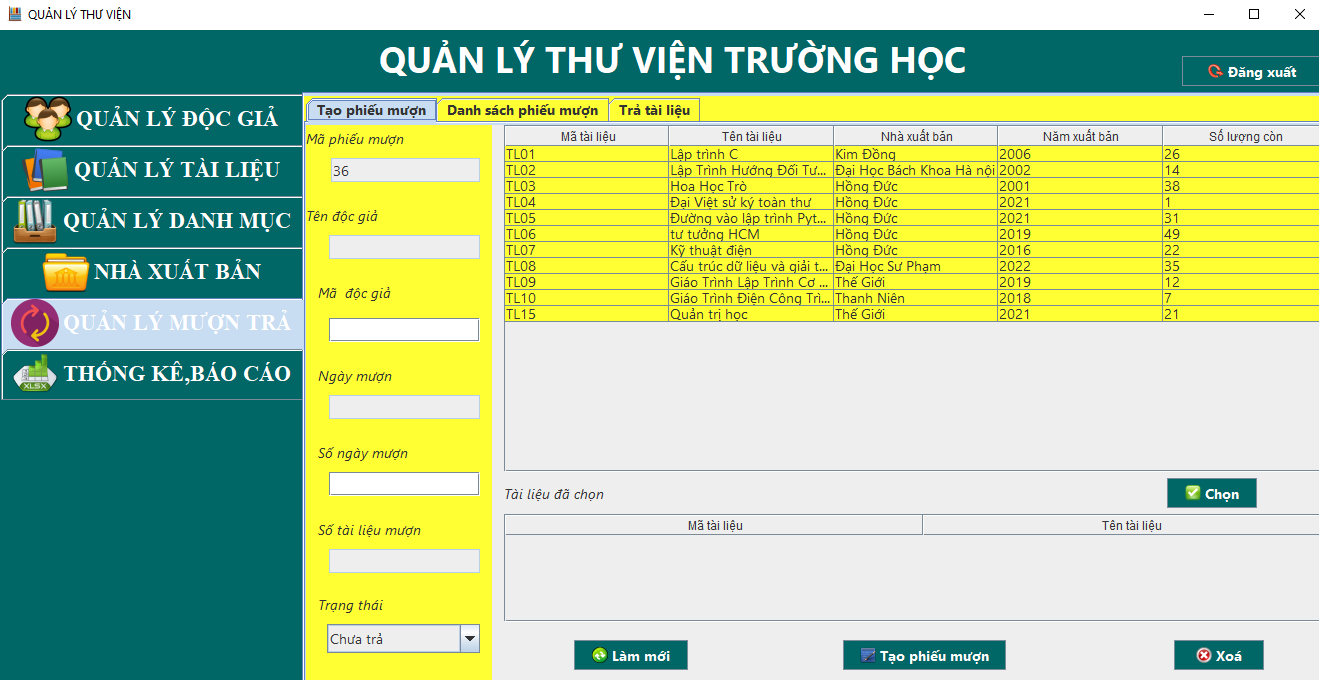 QUẢN LÝ THƯ VIỆN
QUẢN LÝ THƯ VIỆN TRƯỜNG HỌC
Đăng xuất
QUẢN LÝ ĐỘC GIẢ
QUẢN LÝ TÀI LIỆU
QUẢN LÝ DANH MỤC
NHÀ XUẤT BẢN
QUẢN LÝ MƯỢN TRẢ
XLSX THỐNG KÊ,BÁO CÁO
Tạo phiếu mượn Danh sách phiếu mượn Trả tài liệu
Mã phiếu mượn
36
Tên độc giả
Mã độc giả
Ngày mượn
Số ngày mượn
Số tài liệu mượn
Trạng thái
Chưa trả
Mã tài liệu Tên tài liệu Nhà xuất bản Năm xuất bản Số lượng còn
TL01 Lập trình C Kim Đồng 2006 26
TL02 Lập Trình Hướng Đối Tư... Đại Học Bách Khoa Hà nội 2002 14
TL03 Hoa Học Trò Hồng Đức 2001 38
TL04 Đại Việt sử ký toàn thư Hồng Đức 2021 1
TL05 Đường vào lập trình Pyt... Hồng Đức 2021 31
TL06 tư tưởng HCM Hồng Đức 2019 49
TL07 Kỹ thuật điện Hồng Đức 2016 22
TL08 Cấu trúc dữ liệu và giải t... Đại Học Sư Phạm 2022 35
TL09 Giáo Trình Lập Trình Cơ ... Thế Giới 2019 12
TL10 Giáo Trình Điện Công Trì... Thanh Niên 2018 7
TL15 Quản trị học Thế Giới 2021 21
Tài liệu đã chọn
Chọn
Mã tài liệu Tên tài liệu
Làm mới Tạo phiếu mượn Xoá